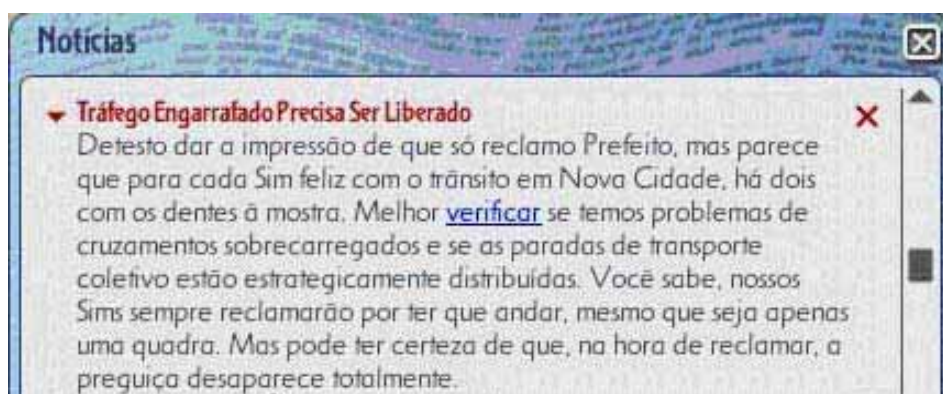 Notícias
Tráfego Engarrafado Precisa Ser Liberado
Detesto dar a impressão de que só reclamo Prefeito, mas parece
que para cada Sim feliz com o trânsito em Nova Cidade, há dois
com os dentes à mostra. Melhor verificar se temos problemas de
cruzamentos sobrecarregados e se as paradas de transporte
coletivo estão estrategicamente distribuídas. Você sabe, nossos
Sims sempre reclamarão por ter que andar, mesmo que seja apenas
uma quadra. Mas pode ter certeza de que, na hora de reclamar, a
preguiça desaparece totalmente.